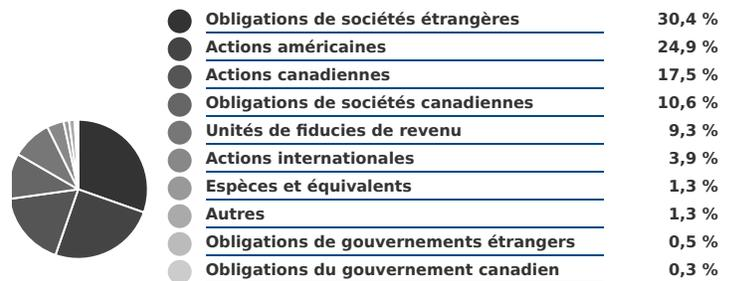 Obligations de sociétés étrangères 30,4 %
Actions américaines 24,9 %
Actions canadiennes 17,5 %
Obligations de sociétés canadiennes 10,6 %
Unités de fiducies de revenu 9,3 %
Actions internationales 3,9 %
Espèces et équivalents 1,3 %
Autres 1,3 %
Obligations de gouvernements étrangers 0,5 %
Obligations du gouvernement canadien 0,3 %